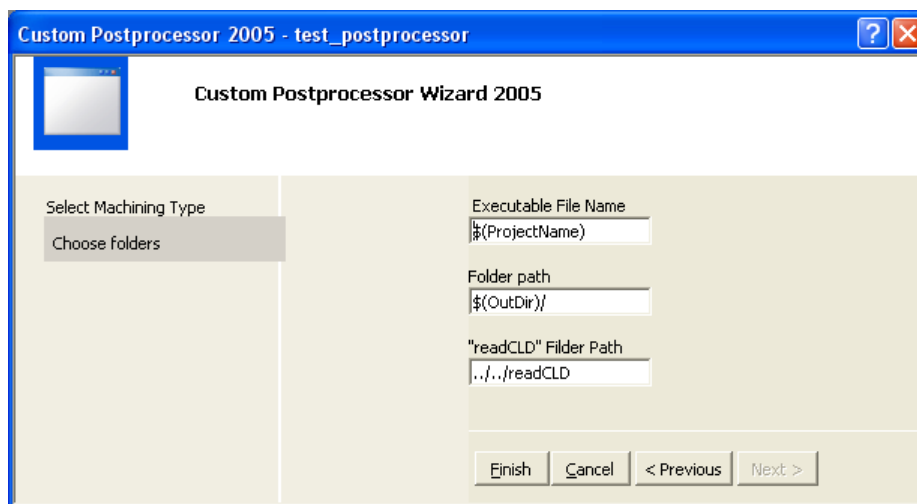 Custom Postprocessor 2005 - test_postprocessor
Custom Postprocessor Wizard 2005
Select Machining Type
Choose folders
Executable File Name
$(ProjectName)
Folder path
$(OutDir)/
"readCLD" Filder Path
../../readCLD
Finish
Cancel
< Previous
Next >